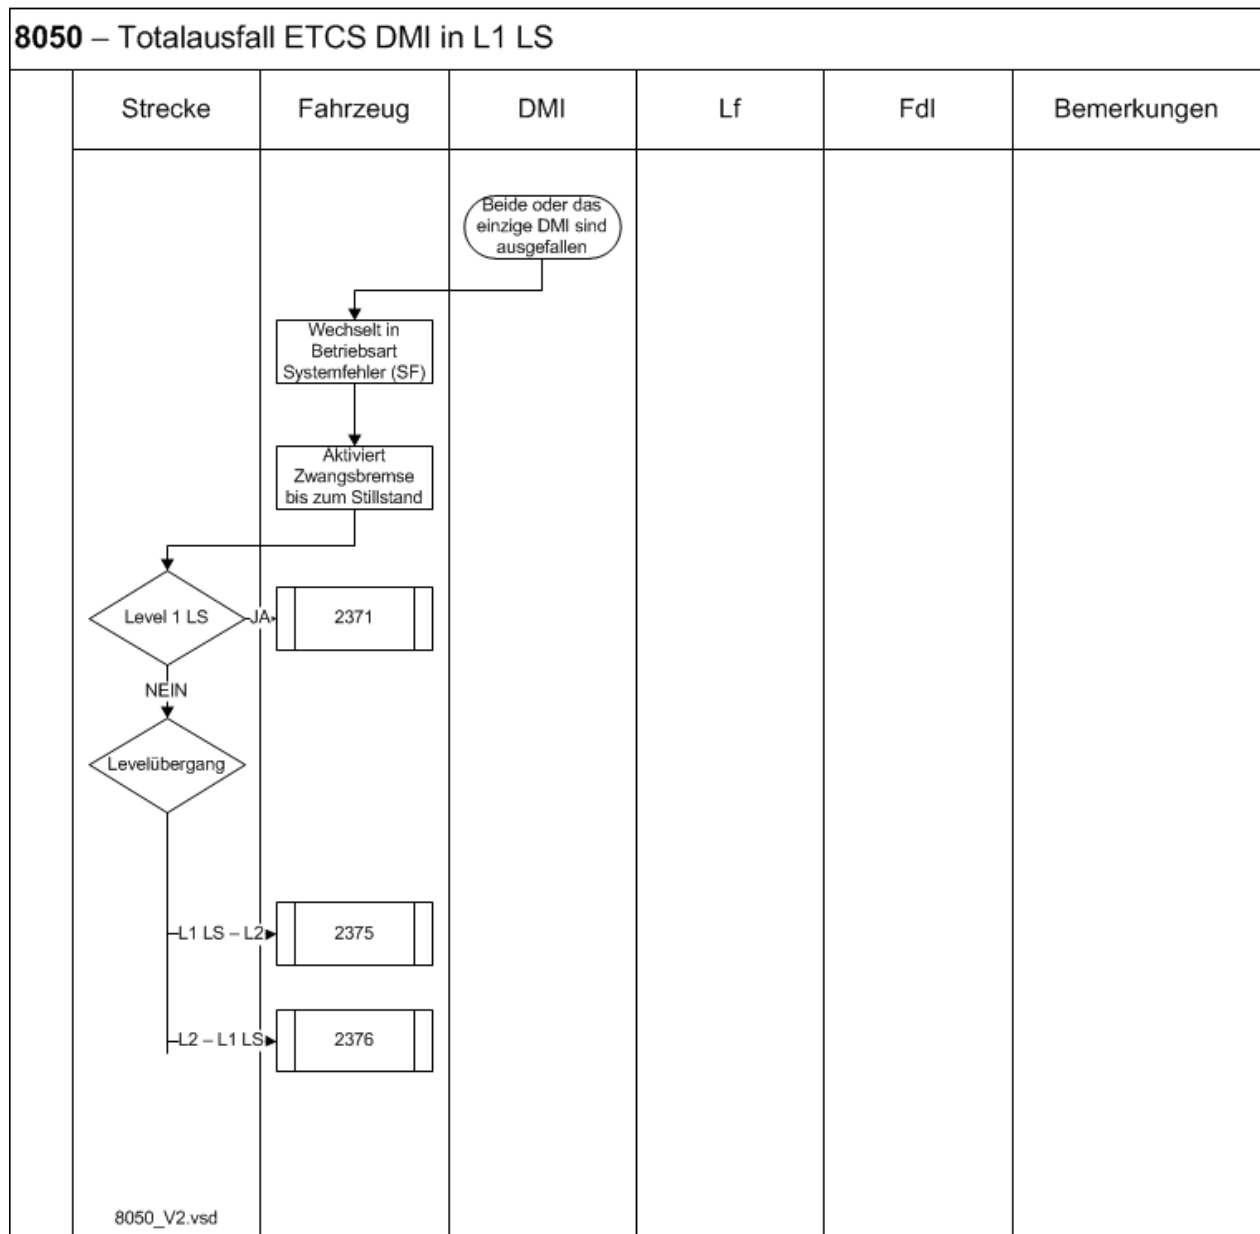 8050 – Totalausfall ETCS DMI in L1 LS
Strecke Fahrzeug DMI Lf Fdl Bemerkungen
Beide oder das
einzige DMI sind
ausgefallen
Wechselt in
Betriebsart
Systemfehler (SF)
Aktiviert
Zwangsbremse
bis zum Stillstand
Level 1 LS JA 2371
NEIN
Levelübergang
L1 LS – L2 2375
L2 – L1 LS 2376
8050_V2.vsd